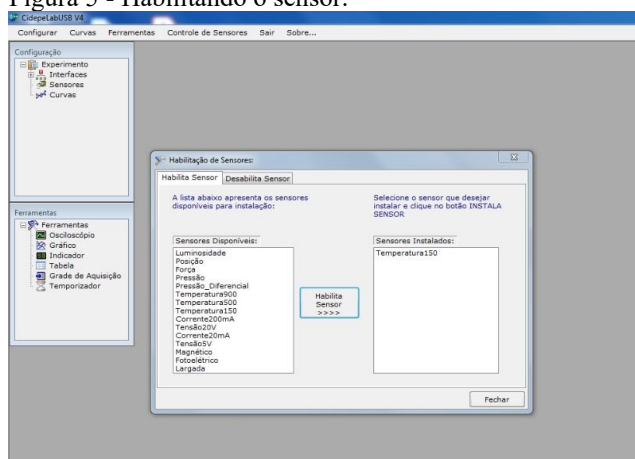 Figura 5 - Habilitando o sensor.
CidepeLabUSB V4
Configurar Curvas Ferramentas Controle de Sensores Sair Sobre...
Configuração
Experimento
Interfaces
Sensores
Curvas
Ferramentas
Ferramentas
Osciloscópio
Gráfico
Indicador
Tabela
Grade de Aquisição
Temporizador
Habilitação de Sensores:
Habilita Sensor Desabilita Sensor
A lista abaixo apresenta os sensores
disponíveis para instalação:
Selecione o sensor que desejar
instalar e clique no botão INSTALA
SENSOR
Sensores Disponíveis:
Luminosidade
Posição
Força
Pressão
Pressão_Diferencial
Temperatura900
Temperatura500
Temperatura150
Corrente200mA
Tensão20V
Corrente20mA
Tensão5V
Magnético
Fotoelétrico
Largada
Habilita
Sensor
>>>>
Sensores Instalados:
Temperatura150
Fechar